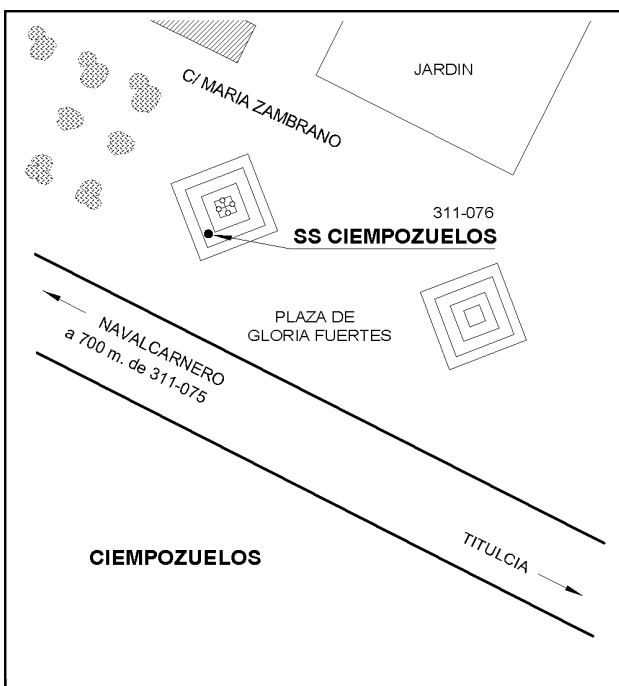 JARDIN
C/ MARIA ZAMBRANO
311-076
SS CIEMPOZUELOS
PLAZA DE
GLORIA FUERTES
NAVALCARNERO
a 700 m. de 311-075
TITULCIA
CIEMPOZUELOS